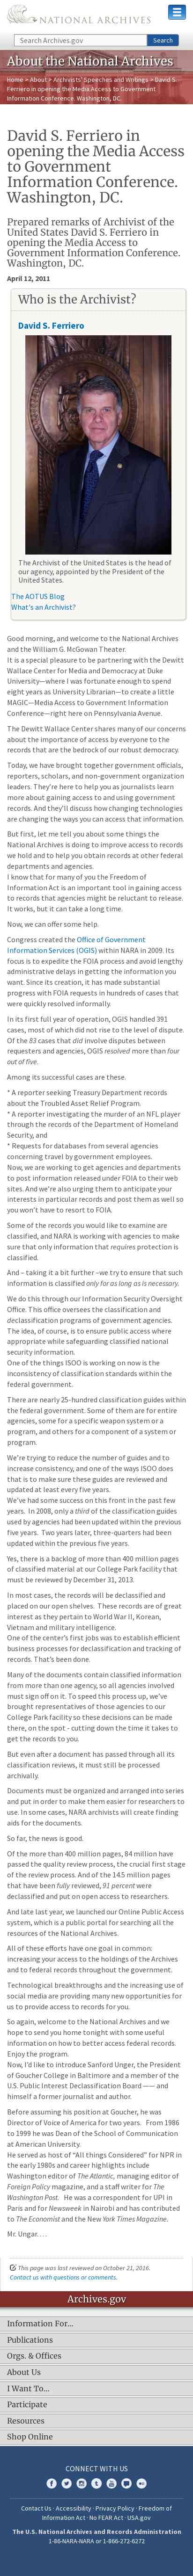 NATIONAL ARCHIVES
Search Archives.gov
Search
About the National Archives
Home > About > Archivists' Speeches and Writings > David S.
Ferriero in opening the Media Access to Government
Information Conference. Washington, DC.
David S. Ferriero in
opening the Media Access
to Government
Information Conference.
Washington, DC.
Prepared remarks of Archivist of the
United States David S. Ferriero in
opening the Media Access to
Government Information Conference.
Washington, DC.
April 12, 2011
Who is the Archivist?
David S. Ferriero
The Archivist of the United States is the head of
our agency, appointed by the President of the
United States.
The AOTUS Blog
What's an Archivist?
Good morning, and welcome to the National Archives
and the William G. McGowan Theater.
It is a special pleasure to be partnering with the Dewitt
Wallace Center for Media and Democracy at Duke
University—where I was fortunate enough to spend
eight years as University Librarian—to create a little
MAGIC—Media Access to Government Information
Conference—right here on Pennsylvania Avenue.
The Dewitt Wallace Center shares many of our concerns
about the importance of easy access to the records
that are the bedrock of our robust democracy.
Today, we have brought together government officials,
reporters, scholars, and non-government organization
leaders. We're here to help you as journalists learn
more about gaining access to and using government
records. And they'll discuss how digital technologies
are changing the ways you can access this information.
But first, let me tell you about some things the
National Archives is doing to improve access to records
we hold and to help you obtain records held by other
federal agencies.
I know that for many of you the Freedom of
Information Act is an important tool in gaining access
to records that agencies might be reluctant to release.
It's not perfect, and it can take a long time.
Now, we can offer some help.
Congress created the Office of Government
Information Services (OGIS) within NARA in 2009. Its
focus is to expedite the FOIA process and avoid lengthy
and expensive litigation in getting the information you
want. Since its creation, it has made substantial
progress with FOIA requests and on some of its cases
were quickly resolved informally.
In its first full year of operation, OGIS handled 391
cases, most of which did not rise to the level of dispute.
Of the 83 cases that did involve disputes between
requesters and agencies, OGIS resolved more than four
out of five.
Among its successful cases are these.
* A reporter seeking Treasury Department records
about the Troubled Asset Relief Program.
* A reporter investigating the murder of an NFL player
through the records of the Department of Homeland
Security, and
* Requests for databases from several agencies
concerning travel by government employees.
Now, we are working with agencies and departments
to post information released under FOIA to their web
sites. And we're also urging them to anticipate your
interests in particular records and post them as well so
you won't have to resort to FOIA.
Some of the records you would like to examine are
classified, and NARA is working with agencies to make
sure that only information that requires protection is
classified.
And – taking it a bit further –we try to ensure that such
information is classified only for as long as is necessary.
We do this through our Information Security Oversight
Office. This office oversees the classification and
declassification programs of government agencies.
The idea, of course, is to ensure public access where
appropriate while safeguarding classified national
security information.
One of the things ISOO is working on now is the
inconsistency of classification standards within the
federal government.
There are nearly 25-hundred classification guides within
the federal government. Some of them are for entire
agencies, some for a specific weapon system or a
program, and others for a component of a system or
program.
We're trying to reduce the number of guides and to
increase consistency, and one of the ways ISOO does
that is to make sure these guides are reviewed and
updated at least every five years.
We've had some success on this front in the past few
years. In 2008, only a third of the classification guides
used by agencies had been updated within the previous
five years. Two years later, three-quarters had been
updated within the previous five years.
Yes, there is a backlog of more than 400 million pages
of classified material at our College Park facility that
must be reviewed by December 31, 2013.
In most cases, the records will be declassified and
placed on our open shelves. These records are of great
interest as they pertain to World War II, Korean,
Vietnam and military intelligence.
One of the center's first jobs was to establish efficient
business processes for declassification and tracking of
records. That's been done.
Many of the documents contain classified information
from more than one agency, and all agencies involved
must sign off on it. To speed this process up, we've
brought members of the agencies involved to our
College Park facility so these decisions could be made
on the spot - cutting down on the time it takes to get
the records to you.
But even after a document has passed through all its
classification reviews, it must still be processed
archivally.
Documents must be organized and arranged into series
and put in order to make them easier for researchers to
use. In some cases, NARA archivists will create finding
aids for the documents.
So far, the news is good.
Of the more than 400 million pages, 84 million have
passed the quality review process, the crucial first step
in the review process. And of those 14.5 million pages
that have been fully reviewed, 91 percent were
declassified and put on open access to researchers.
And late last year, we launched our Online Public Access
system, which is a public portal for searching all the
resources of the National Archives.
All of these efforts have one goal in common:
increasing your access to the holdings of the Archives
and to federal records throughout the government.
Technological breakthroughs and the increasing use of
social media are providing many new opportunities for
us to provide access to records for you.
So again, welcome to the National Archives and we
hope to send you home tomorrow with some useful
information on how to better access federal records.
Enjoy the program.
Now, I'd like to introduce Sanford Ungar, the President
of Goucher College in Baltimore and a member of the
U.S. Public Interest Declassification Board —— and
himself a former journalist and author.
Before assuming his position at Goucher, he was
Director of Voice of America for two years. From 1986
to 1999 he was Dean of the School of Communication
at American University.
He served as host of “All things Considered” for NPR in
the early 1980s and earlier career highlights include
Washington editor of The Atlantic, managing editor of
Foreign Policy magazine, and a staff writer for The
Washington Post. He was a correspondent for UPI in
Paris and for Newsweek in Nairobi, and a contributor
to The Economist and the New York Times Magazine.
Mr. Ungar. . . .
This page was last reviewed on October 21, 2016.
Contact us with questions or comments.
Archives.gov
Information For…
Publications
Orgs. & Offices
About Us
I Want To…
Participate
Resources
Shop Online
CONNECT WITH US
Contact Us · Accessibility · Privacy Policy · Freedom of
Information Act · No FEAR Act · USA.gov
The U.S. National Archives and Records Administration
1-86-NARA-NARA or 1-866-272-6272